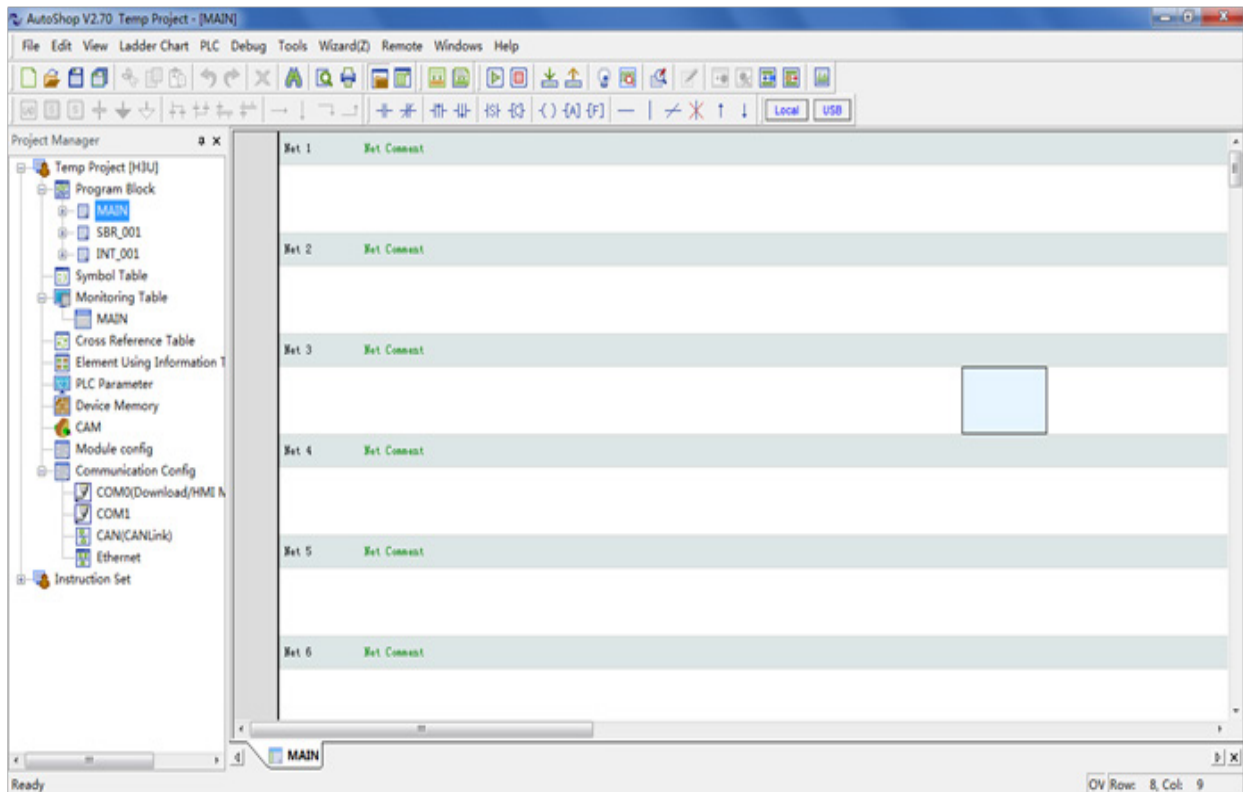 AutoShop V2.70 Temp Project - [MAIN]
File Edit View Ladder Chart PLC Debug Tools Wizard(Z) Remote Windows Help
Local USB
Project Manager
Temp Project [H3U]
Program Block
MAIN
SBR_001
INT_001
Symbol Table
Monitoring Table
MAIN
Cross Reference Table
Element Using Information T
PLC Parameter
Device Memory
CAM
Module config
Communication Config
COM0(Download/HMI M
COM1
CAN(CANLink)
Ethernet
Instruction Set
Net 1 Net Comment
Net 2 Net Comment
Net 3 Net Comment
Net 4 Net Comment
Net 5 Net Comment
Net 6 Net Comment
MAIN
Ready
OV Row: 8, Col: 9